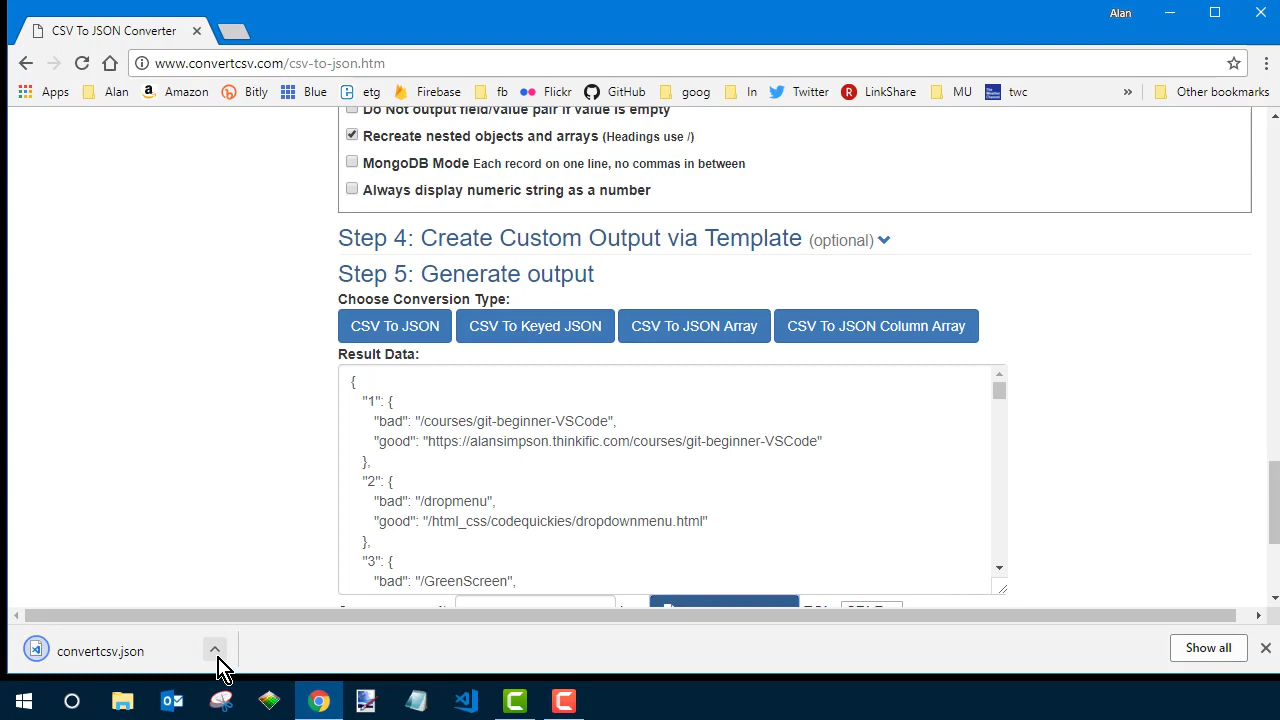 CSV To JSON Converter
Alan
www.convertcsv.com/csv-to-json.htm
Apps Alan Amazon Bitly Blue etg Firebase fb Flickr GitHub goog In Twitter LinkShare MU twc » Other bookmarks
Do Not output field/value pair if value is empty
Recreate nested objects and arrays (Headings use /)
MongoDB Mode Each record on one line, no commas in between
Always display numeric string as a number
Step 4: Create Custom Output via Template (optional)
Step 5: Generate output
Choose Conversion Type:
CSV To JSON CSV To Keyed JSON CSV To JSON Array CSV To JSON Column Array
Result Data:
{
"1": {
"bad": "/courses/git-beginner-VSCode",
"good": "https://alansimpson.thinkific.com/courses/git-beginner-VSCode"
},
"2": {
"bad": "/dropmenu",
"good": "/html_css/codequickies/dropdownmenu.html"
},
"3": {
"bad": "/GreenScreen",
convertcsv.json
Show all